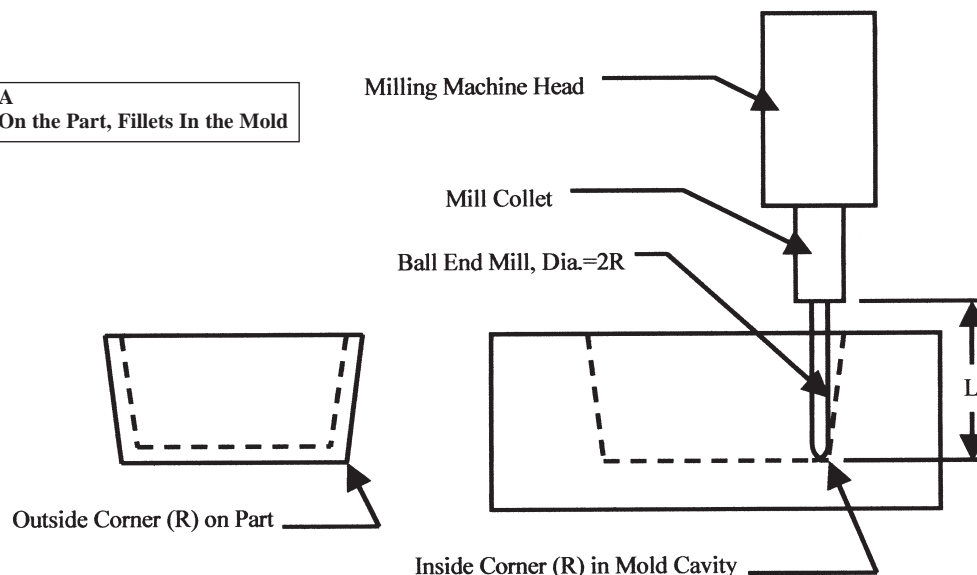 A
On the Part, Fillets In the Mold
Milling Machine Head
Mill Collet
Ball End Mill, Dia.=2R
L
Outside Corner (R) on Part
Inside Corner (R) in Mold Cavity